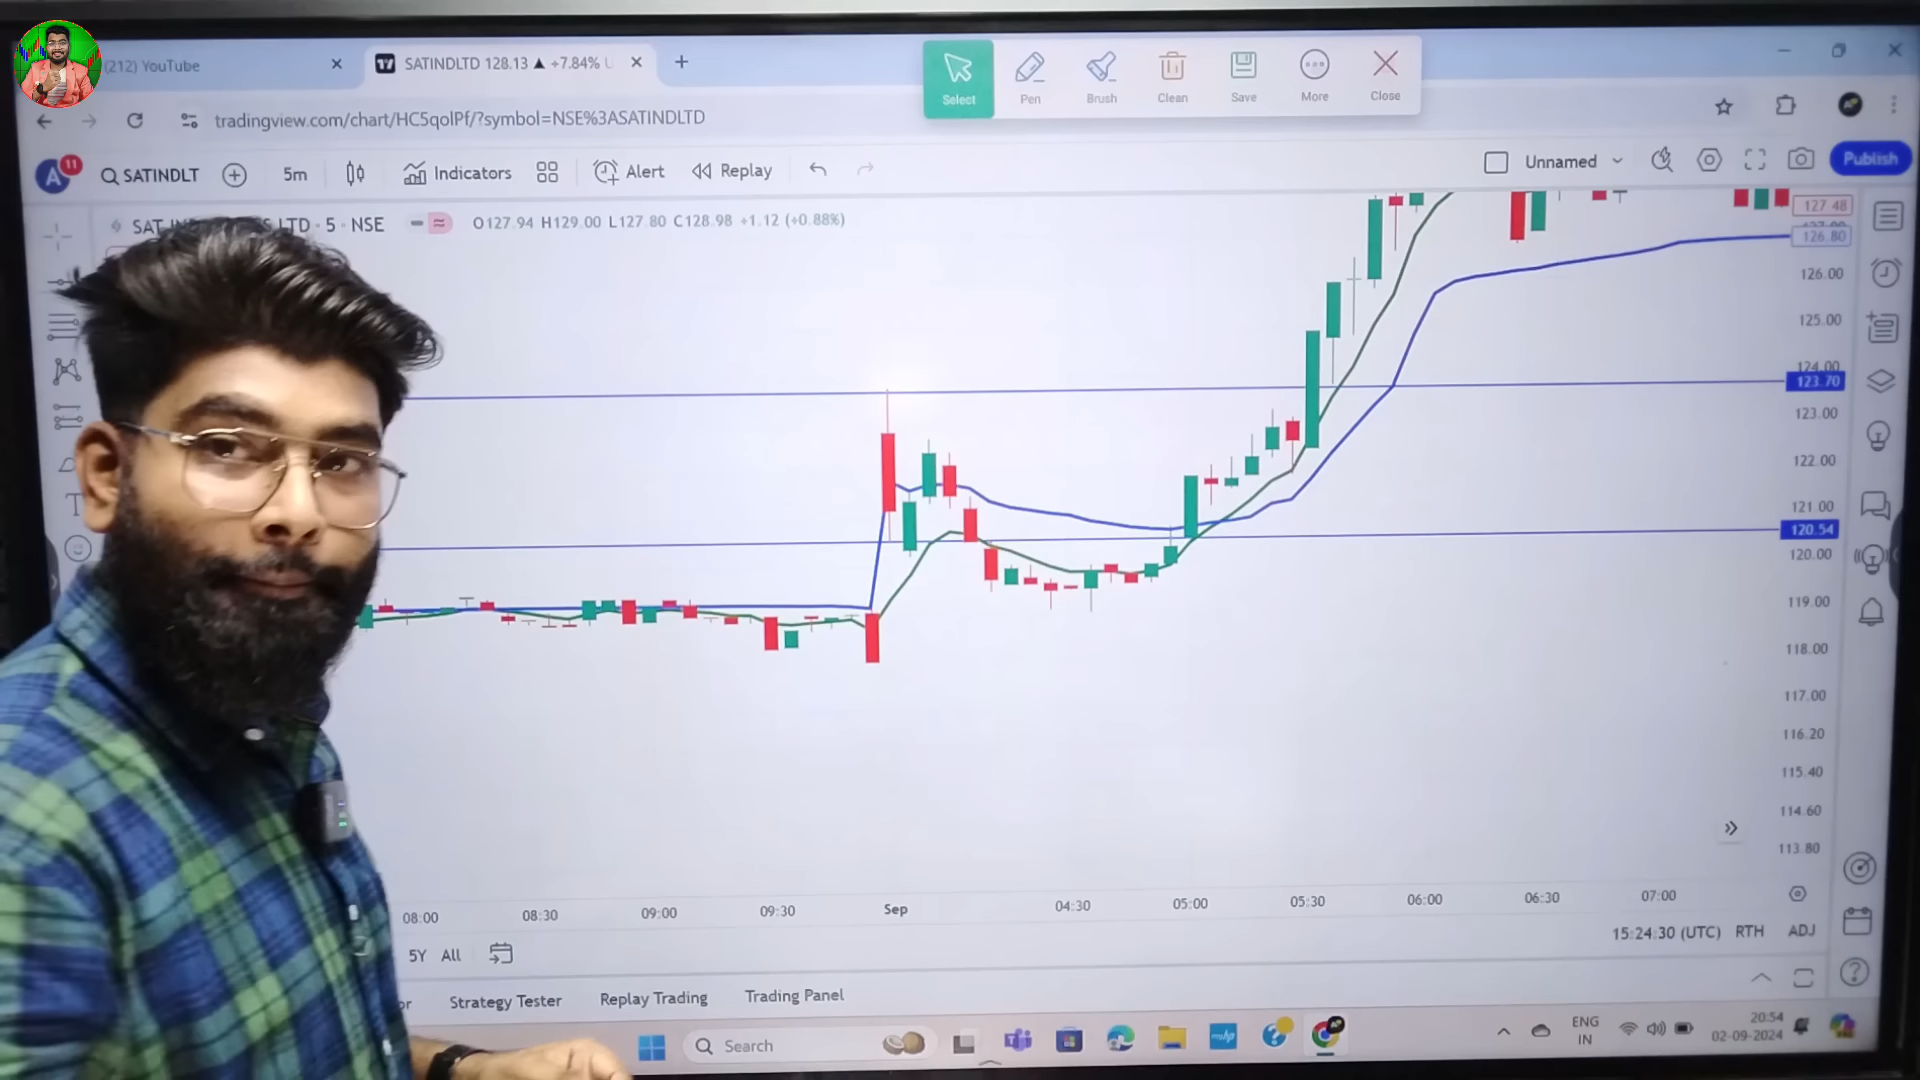 (212) YouTube
SATINDLTD 128.13 ▲ +7.84%
Select
Pen
Brush
Clean
Save
More
Close
tradingview.com/chart/HC5qolPf/?symbol=NSE%3ASATINDLTD
A
11
SATINDLT
5m
Indicators
Alert
Replay
Unnamed
Publish
SAT LTD · 5 · NSE
O127.94 H129.00 L127.80 C128.98 +1.12 (+0.88%)
127.48
126.80
126.00
125.00
124.00
123.70
123.00
122.00
121.00
120.54
120.00
119.00
118.00
117.00
116.20
115.40
114.60
113.80
08:00
08:30
09:00
09:30
Sep
04:30
05:00
05:30
06:00
06:30
07:00
5Y
All
15:24:30 (UTC)
RTH
ADJ
Strategy Tester
Replay Trading
Trading Panel
Search
ENG
IN
20:54
02-09-2024